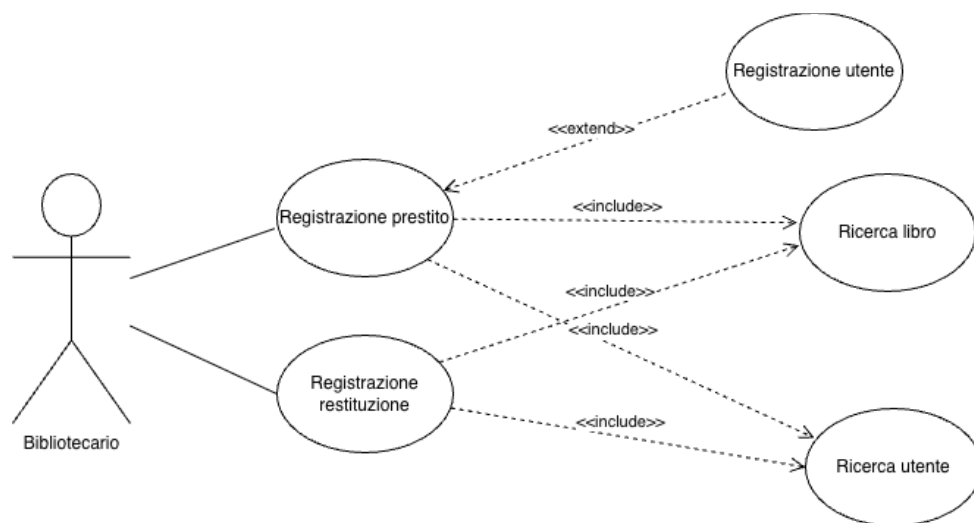 Registrazione utente
<<extend>>
Registrazione prestito
<<include>>
Ricerca libro
<<include>>
<<include>>
Registrazione
restituzione
<<include>>
Bibliotecario
Ricerca utente